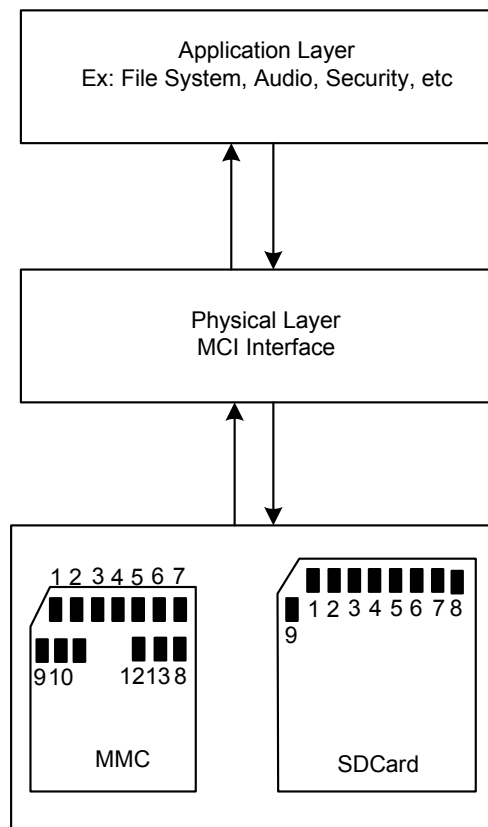 Application Layer
Ex: File System, Audio, Security, etc
Physical Layer
MCI Interface
1 2 3 4 5 6 7
9 10 12 13 8
MMC
1 2 3 4 5 6 7 8
9
SDCard